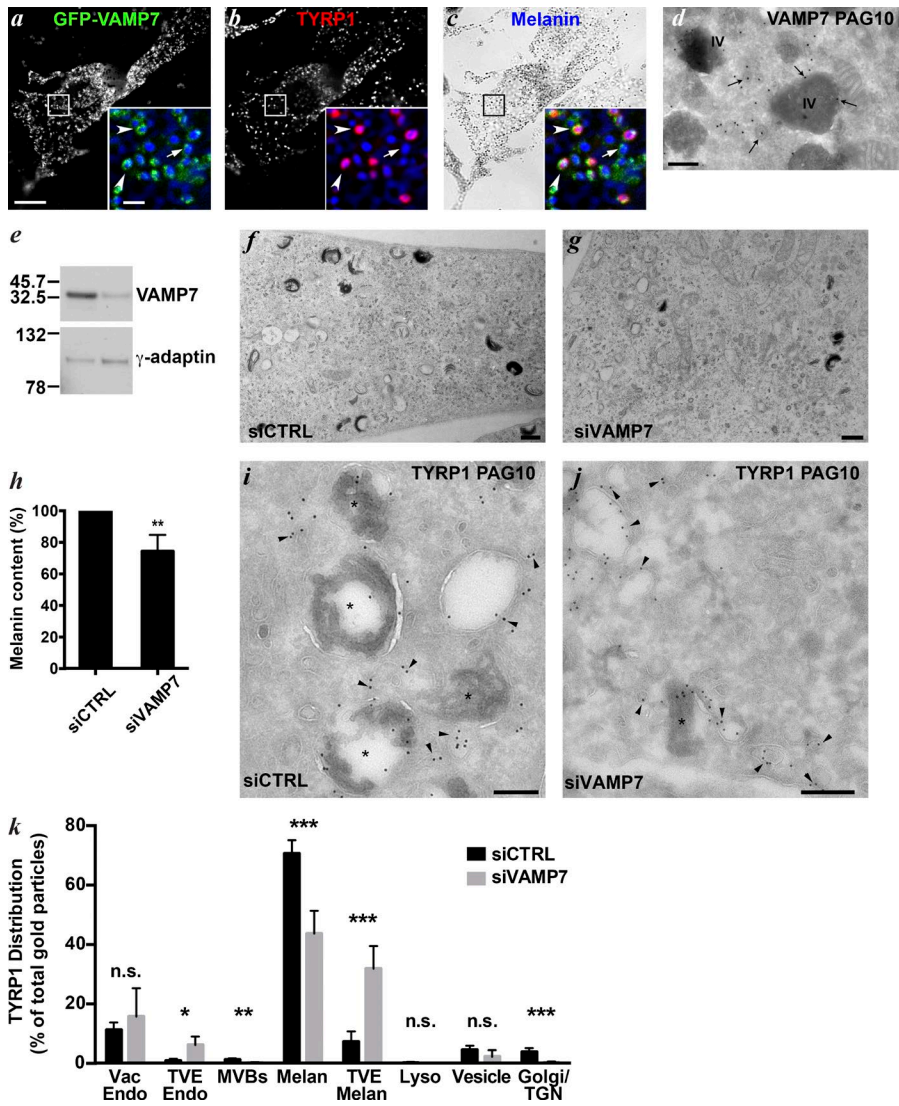 a GFP-VAMP7
b TYRP1
c Melanin
d VAMP7 PAG10
IV
IV
e
45.7
32.5
VAMP7
132
78
γ-adaptin
f
siCTRL
g
siVAMP7
h
Melanin content (%)
100
80
60
40
20
0
**
siCTRL
siVAMP7
i TYRP1 PAG10
*
*
*
*
siCTRL
j TYRP1 PAG10
*
siVAMP7
k
TYRP1 Distribution
(% of total gold particles)
80
60
40
20
0
siCTRL
siVAMP7
n.s.
*
**
***
***
n.s.
n.s.
***
Vac Endo
TVE Endo
MVBs
Melan
TVE Melan
Lyso
Vesicle
Golgi/ TGN